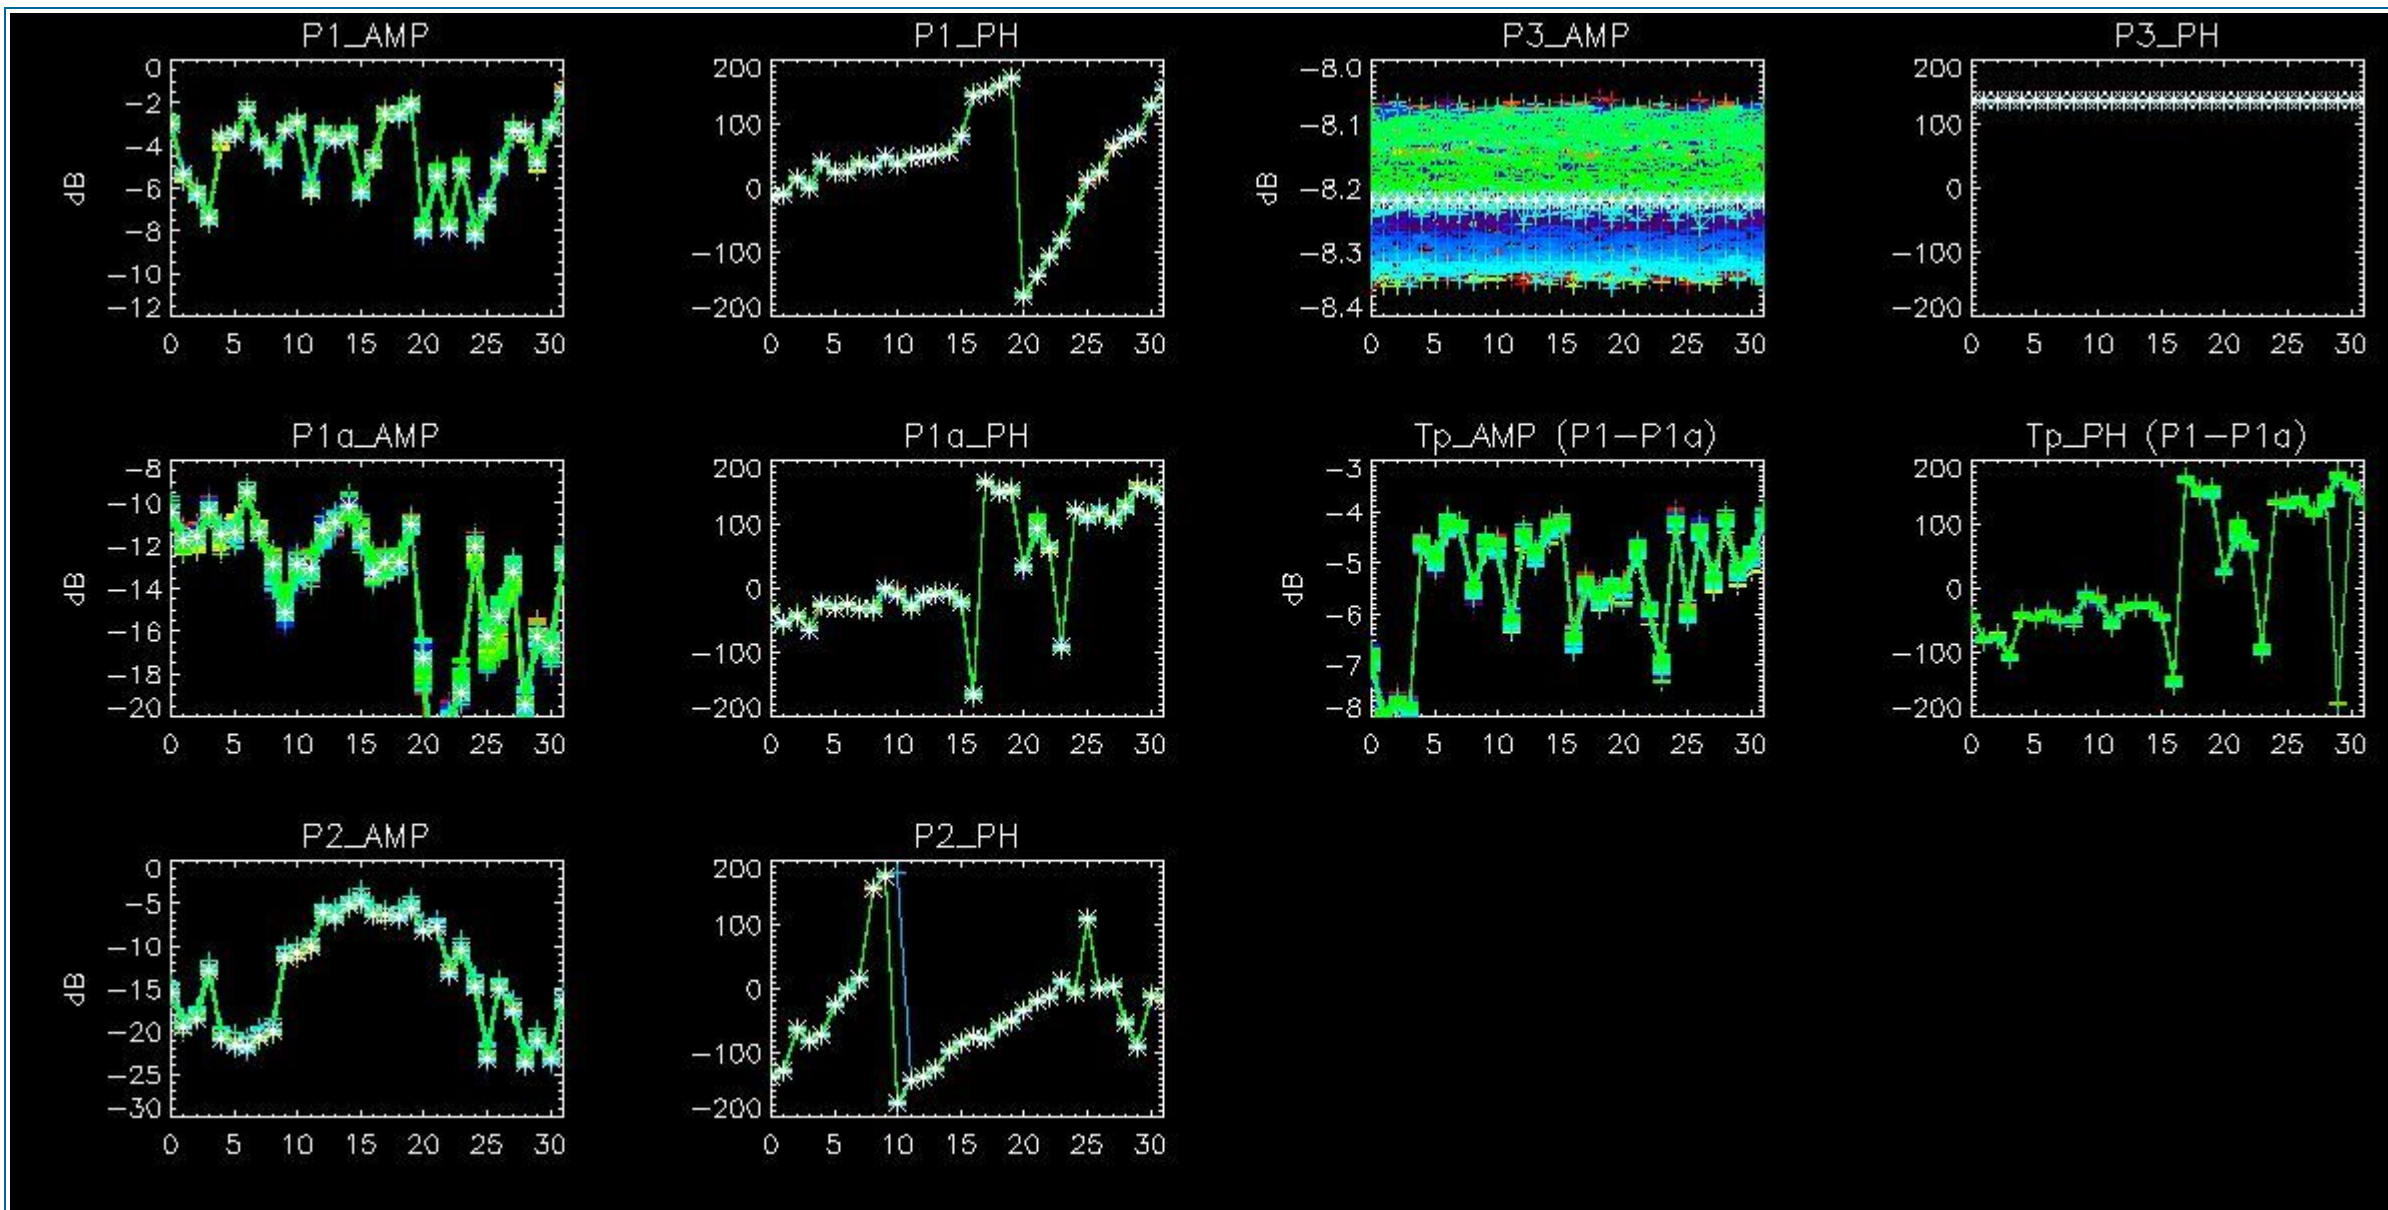 P1_AMP
P1_PH
P3_AMP
P3_PH
0
−2
−4
−6
−8
−10
−12
dB
0 5 10 15 20 25 30
200
100
0
−100
−200
0 5 10 15 20 25 30
−8.0
−8.1
−8.2
−8.3
−8.4
dB
0 5 10 15 20 25 30
200
100
0
−100
−200
0 5 10 15 20 25 30
P1a_AMP
P1a_PH
Tp_AMP (P1−P1a)
Tp_PH (P1−P1a)
−8
−10
−12
−14
−16
−18
−20
dB
0 5 10 15 20 25 30
200
100
0
−100
−200
0 5 10 15 20 25 30
−3
−4
−5
−6
−7
−8
dB
0 5 10 15 20 25 30
200
100
0
−100
−200
0 5 10 15 20 25 30
P2_AMP
P2_PH
0
−5
−10
−15
−20
−25
−30
dB
0 5 10 15 20 25 30
200
100
0
−100
−200
0 5 10 15 20 25 30